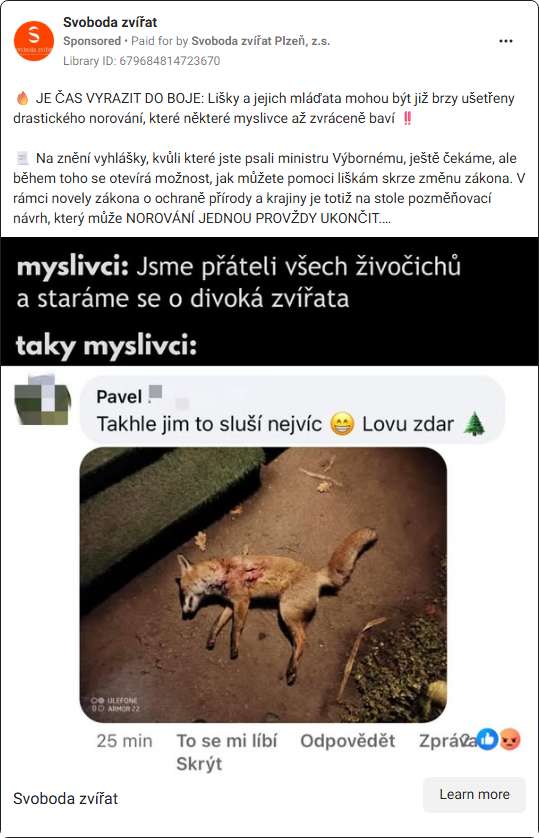 Svoboda zvířat
Sponsored • Paid for by Svoboda zvířat Plzeň, z.s.
Library ID: 679684814723670
🔥 JE ČAS VYRAZIT DO BOJE: Lišky a jejich mláďata mohou být již brzy ušetřeny
drastického norování, které některé myslivce až zvráceně baví ‼️
📃 Na znění vyhlášky, kvůli které jste psali ministru Výbornému, ještě čekáme, ale
během toho se otevírá možnost, jak můžete pomoci liškám skrze změnu zákona. V
rámci novely zákona o ochraně přírody a krajiny je totiž na stole pozměňovací
návrh, který může NOROVÁNÍ JEDNOU PROVŽDY UKONČIT....
myslivci: Jsme přáteli všech živočichů
a staráme se o divoká zvířata
taky myslivci:
Pavel
Takhle jim to sluší nejvíc 😁 Lovu zdar 🌲
ULEFONE
ARMOR 22
25 min To se mi líbí Odpovědět Zpráva 2
Skrýt
Svoboda zvířat
Learn more